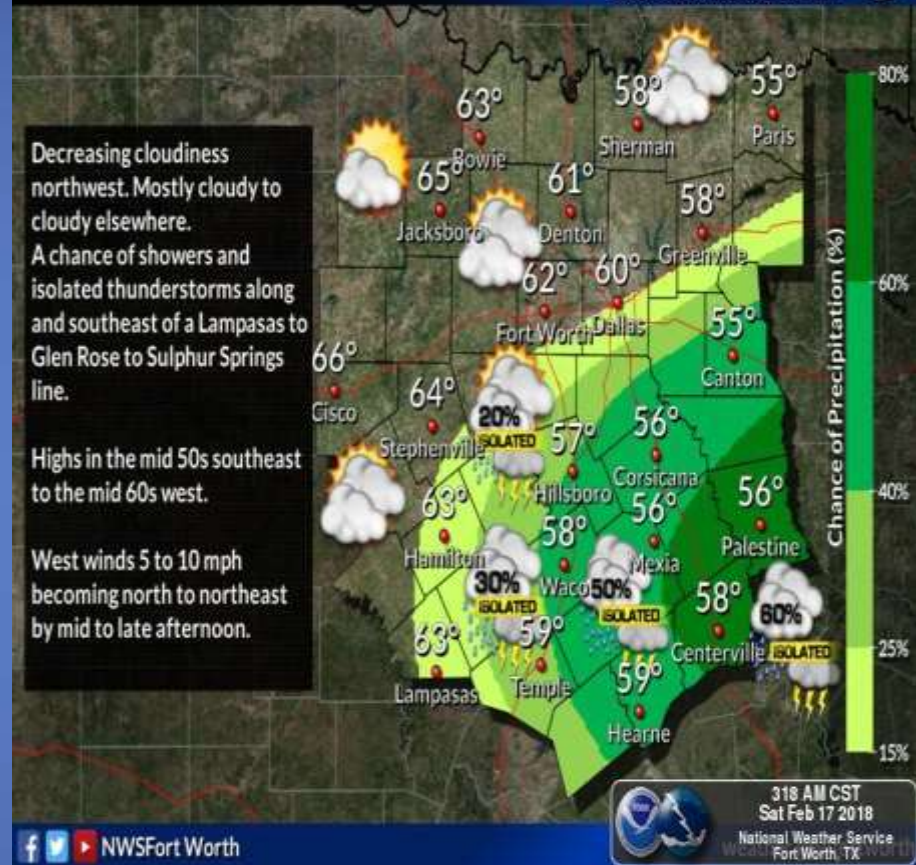 63°
Bowie
58°
Sherman
55°
Paris
80%
Decreasing cloudiness
northwest. Mostly cloudy to
cloudy elsewhere.
A chance of showers and
isolated thunderstorms along
and southeast of a Lampasas to
Glen Rose to Sulphur Springs
line.
Highs in the mid 50s southeast
to the mid 60s west.
West winds 5 to 10 mph
becoming north to northeast
by mid to late afternoon.
65°
Jacksboro
61°
Denton
58°
Greenville
62°
Fort Worth
60°
Dallas
60%
55°
Canton
66°
Cisco
64°
Stephenville
20%
ISOLATED
57°
Hillsboro
56°
Corsicana
Chance of Precipitation (%)
40%
63°
Hamilton
58°
Waco
56°
Mexia
56°
Palestine
30%
ISOLATED
50%
ISOLATED
58°
Centerville
60%
ISOLATED
25%
63°
Lampasas
59°
Temple
59°
Hearne
15%
318 AM CST
Sat Feb 17 2018
National Weather Service
Fort Worth, TX
NWSFort Worth